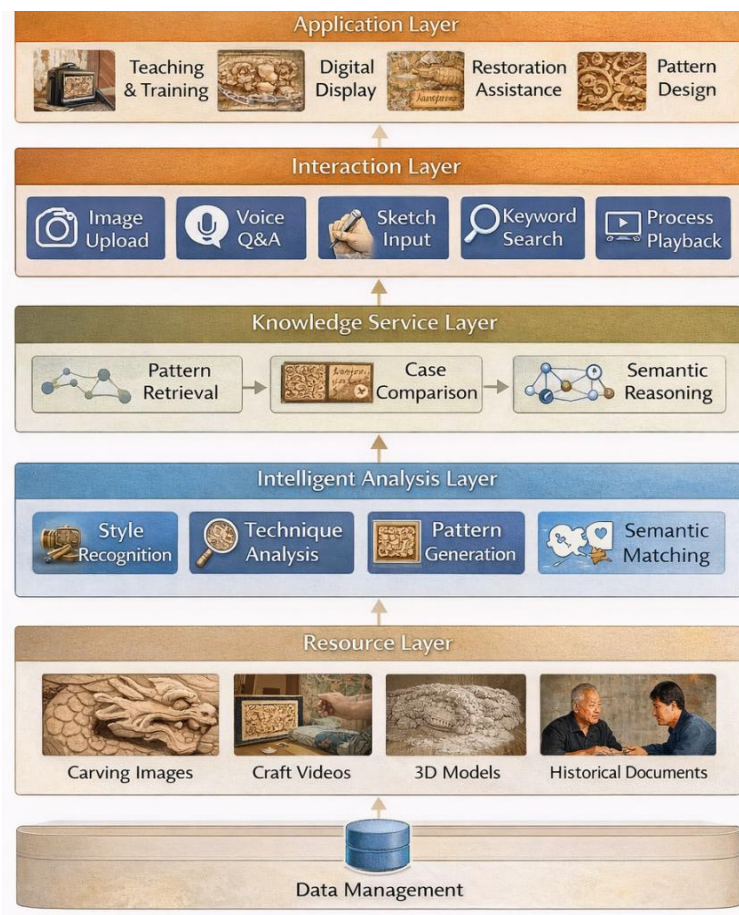 Application Layer
Teaching
& Training
Digital
Display
Restoration
Assistance
Pattern
Design
Interaction Layer
Image
Upload
Voice
Q&A
Sketch
Input
Keyword
Search
Process
Playback
Knowledge Service Layer
Pattern
Retrieval
Case
Comparison
Semantic
Reasoning
Intelligent Analysis Layer
Style
Recognition
Technique
Analysis
Pattern
Generation
Semantic
Matching
Resource Layer
Carving Images
Craft Videos
3D Models
Historical Documents
Data Management